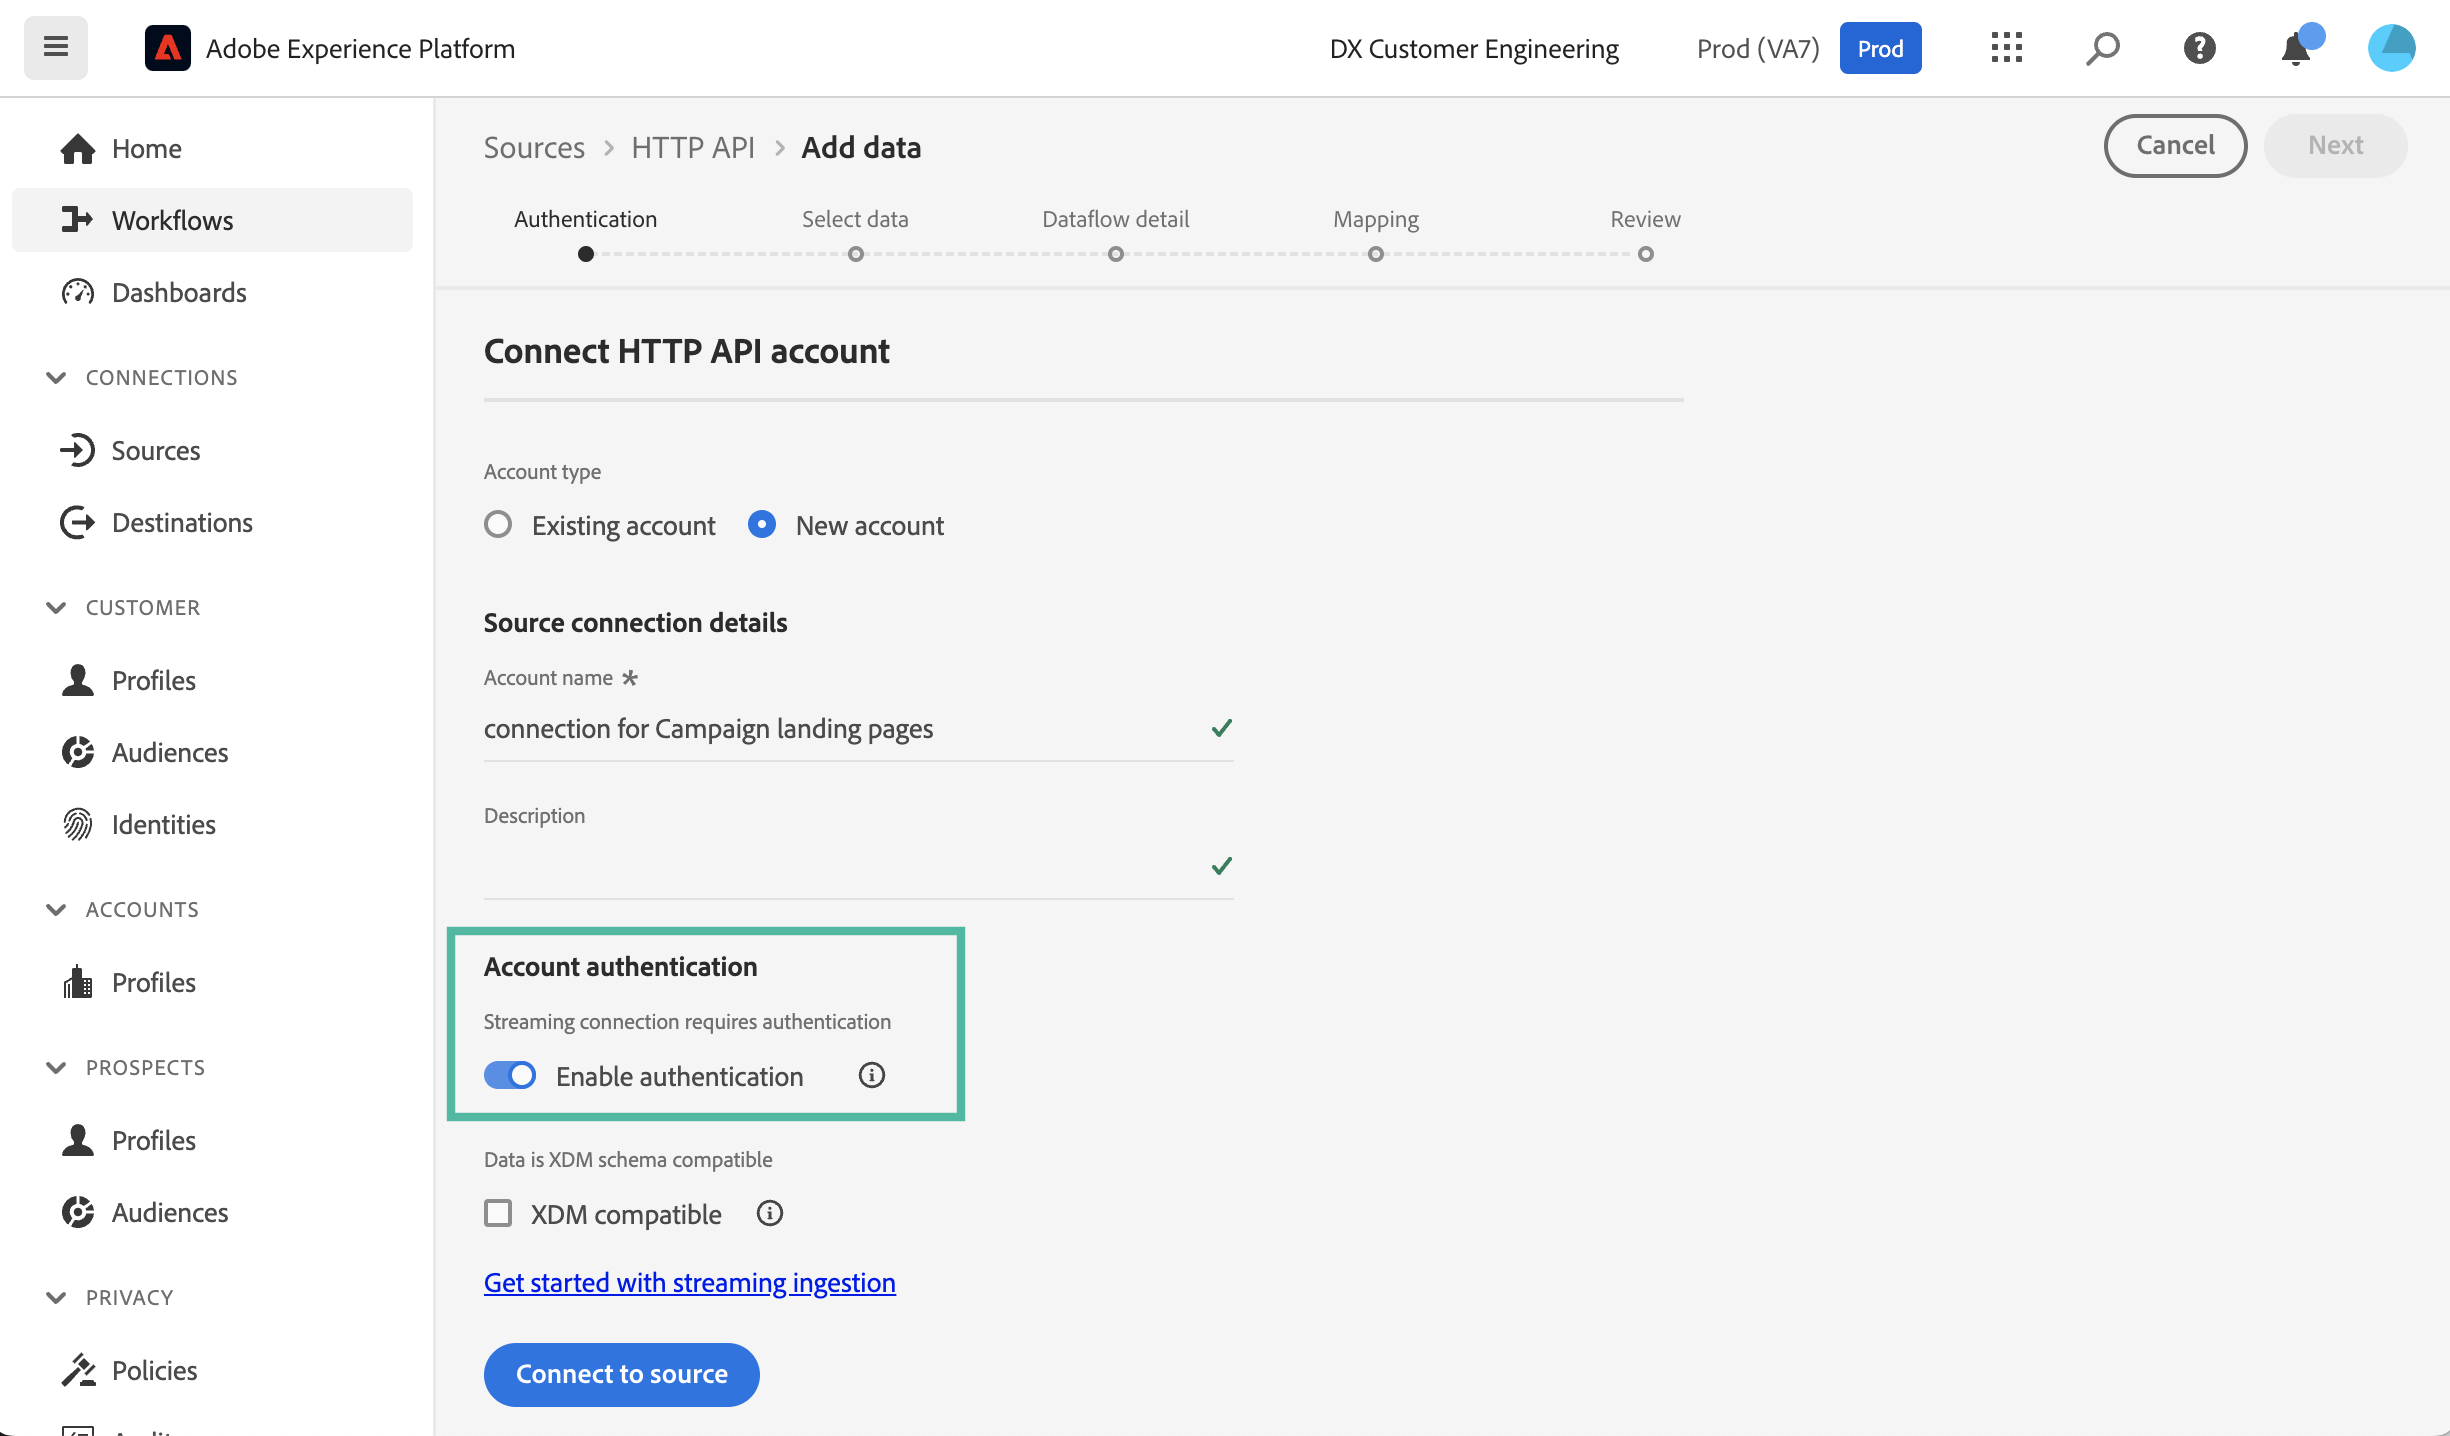 Adobe Experience Platform
DX Customer Engineering
Prod (VA7)
Prod
Home
Workflows
Dashboards
CONNECTIONS
Sources
Destinations
CUSTOMER
Profiles
Audiences
Identities
ACCOUNTS
Profiles
PROSPECTS
Profiles
Audiences
PRIVACY
Policies
Sources > HTTP API > Add data
Cancel
Next
Authentication
Select data
Dataflow detail
Mapping
Review
Connect HTTP API account
Account type
Existing account
New account
Source connection details
Account name *
connection for Campaign landing pages
Description
Account authentication
Streaming connection requires authentication
Enable authentication
Data is XDM schema compatible
XDM compatible
Get started with streaming ingestion
Connect to source